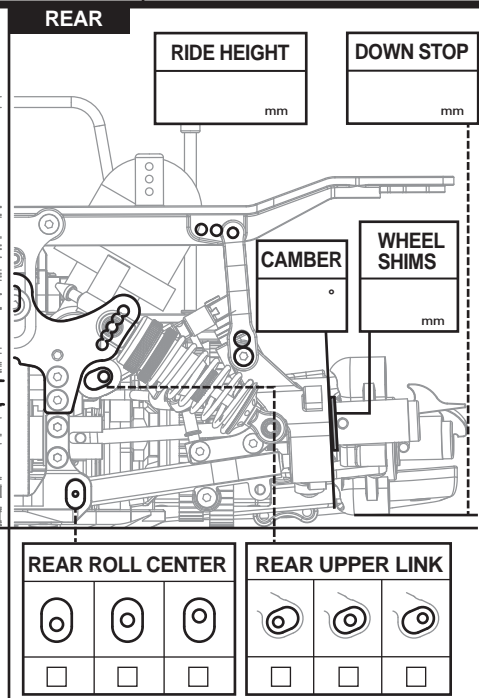 REAR
RIDE HEIGHT
mm
DOWN STOP
mm
CAMBER
°
WHEEL
SHIMS
mm
REAR ROLL CENTER
REAR UPPER LINK